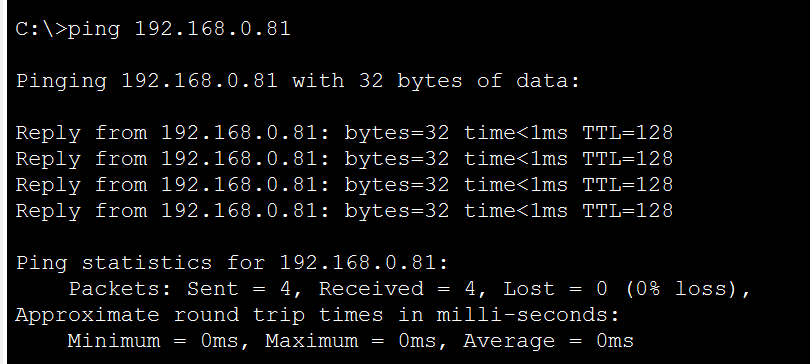 C:\>ping 192.168.0.81
Pinging 192.168.0.81 with 32 bytes of data:
Reply from 192.168.0.81: bytes=32 time<1ms TTL=128
Reply from 192.168.0.81: bytes=32 time<1ms TTL=128
Reply from 192.168.0.81: bytes=32 time<1ms TTL=128
Reply from 192.168.0.81: bytes=32 time<1ms TTL=128
Ping statistics for 192.168.0.81:
Packets: Sent = 4, Received = 4, Lost = 0 (0% loss),
Approximate round trip times in milli-seconds:
Minimum = 0ms, Maximum = 0ms, Average = 0ms